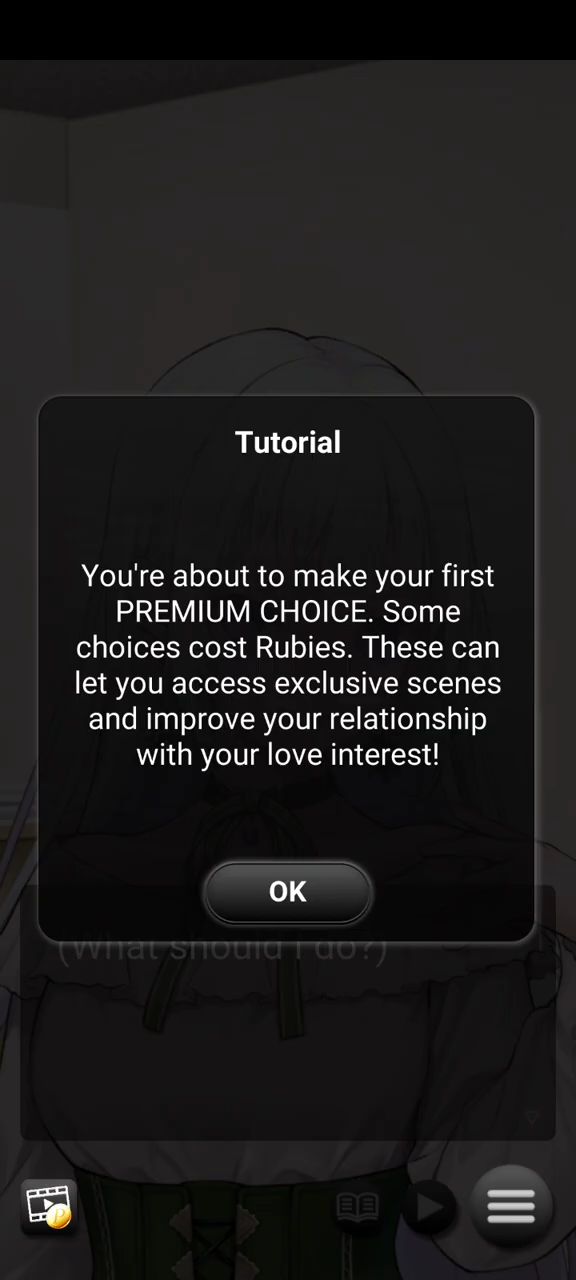 Tutorial
You're about to make your first
PREMIUM CHOICE. Some
choices cost Rubies. These can
let you access exclusive scenes
and improve your relationship
with your love interest!
OK
(What should I do?)
P